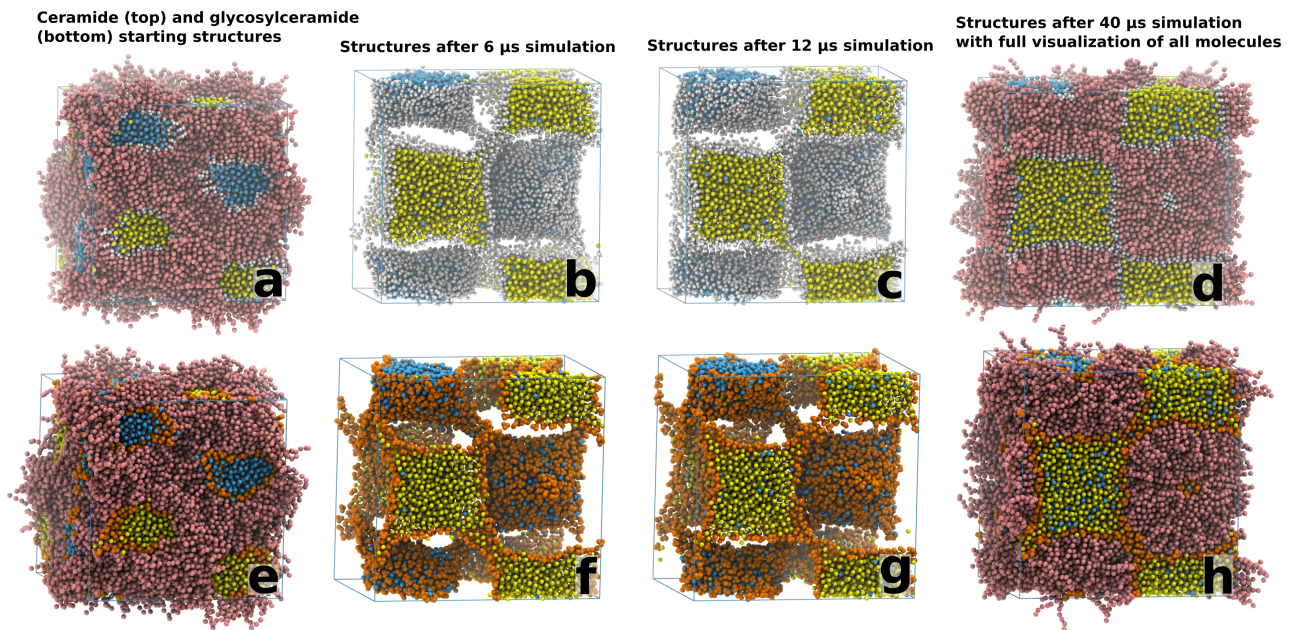 Ceramide (top) and glycosylceramide
(bottom) starting structures
Structures after 6 µs simulation
Structures after 12 µs simulation
Structures after 40 µs simulation
with full visualization of all molecules
a
b
c
d
e
f
g
h